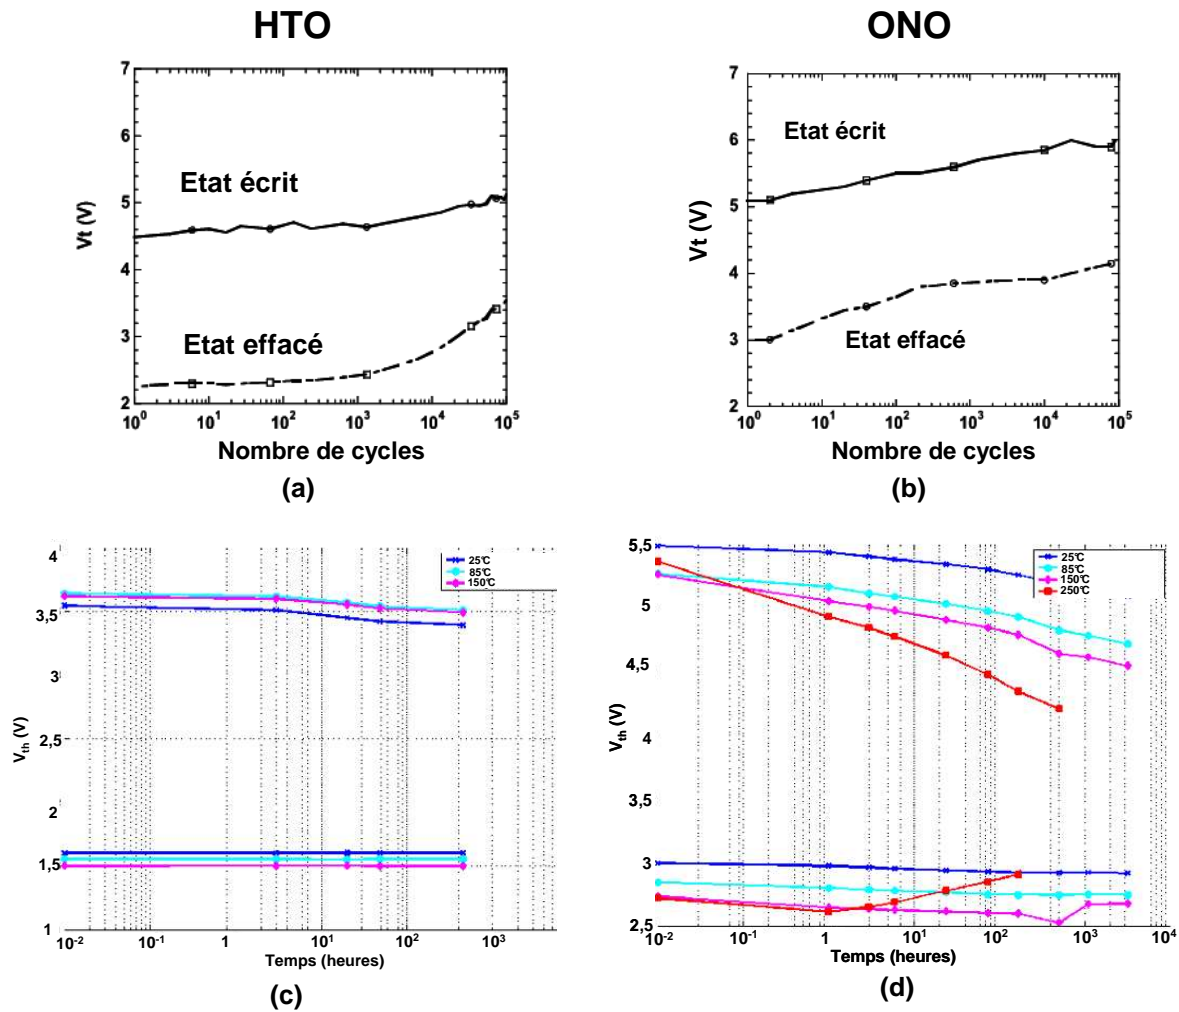 HTO
ONO
7
6
5
4
3
2
Vt (V)
Etat écrit
Etat effacé
10^0 10^1 10^2 10^3 10^4 10^5
Nombre de cycles
(a)
7
6
5
4
3
2
Vt (V)
Etat écrit
Etat effacé
10^0 10^1 10^2 10^3 10^4 10^5
Nombre de cycles
(b)
4
3,5
3
2,5
2
1,5
1
V_th (V)
25℃
85℃
150℃
10^-2 10^-1 1 10^1 10^2 10^3
Temps (heures)
(c)
5,5
5
4,5
4
3,5
3
2,5
V_th (V)
25℃
85℃
150℃
250℃
10^-2 10^-1 1 10^1 10^2 10^3 10^4
Temps (heures)
(d)